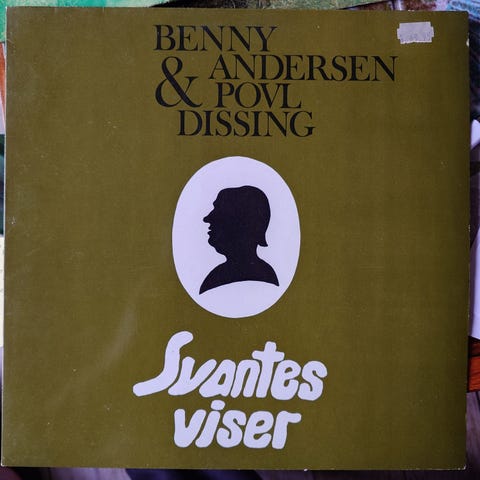 BENNY
& ANDERSEN
POVL
DISSING
Svantes
viser